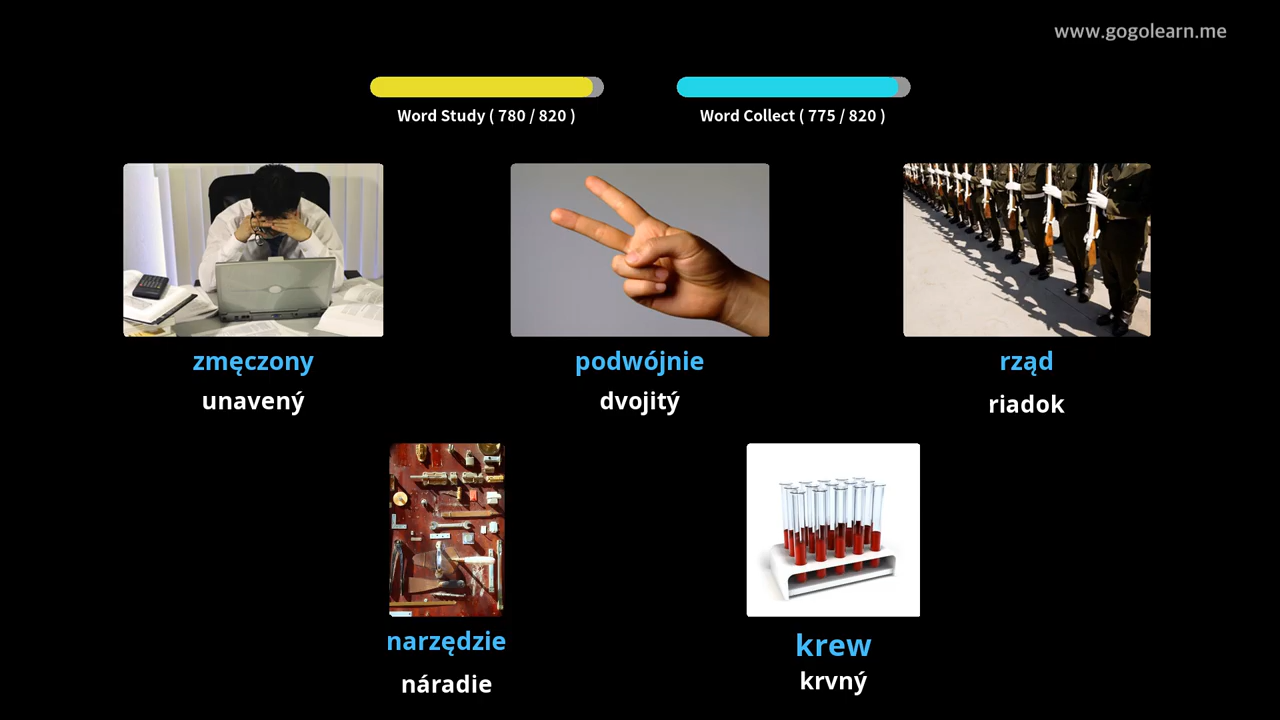 www.gogolearn.me
Word Study ( 780 / 820 )
Word Collect ( 775 / 820 )
zmęczony
unavený
podwójnie
dvojitý
rząd
riadok
narzędzie
náradie
krew
krvný